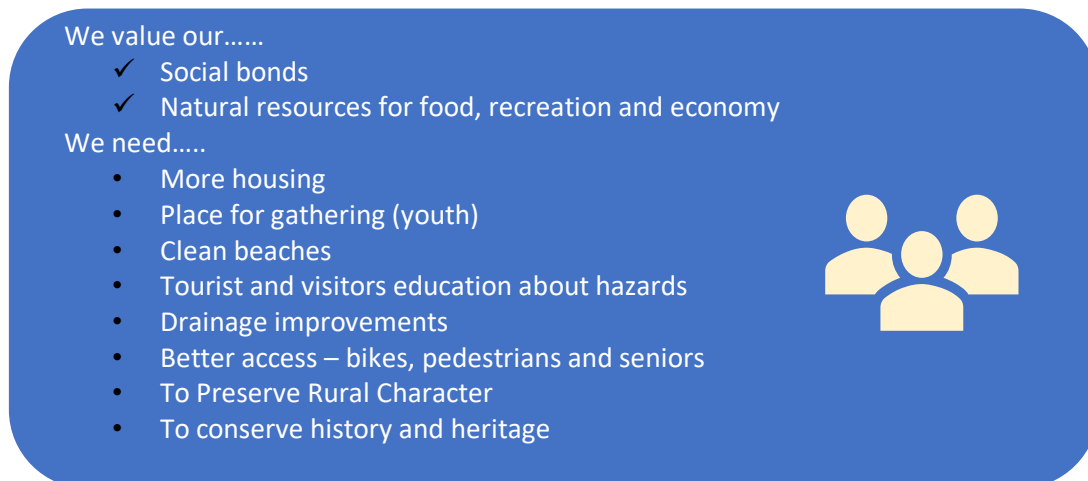 We value our……
✓ Social bonds
✓ Natural resources for food, recreation and economy
We need…..
• More housing
• Place for gathering (youth)
• Clean beaches
• Tourist and visitors education about hazards
• Drainage improvements
• Better access – bikes, pedestrians and seniors
• To Preserve Rural Character
• To conserve history and heritage